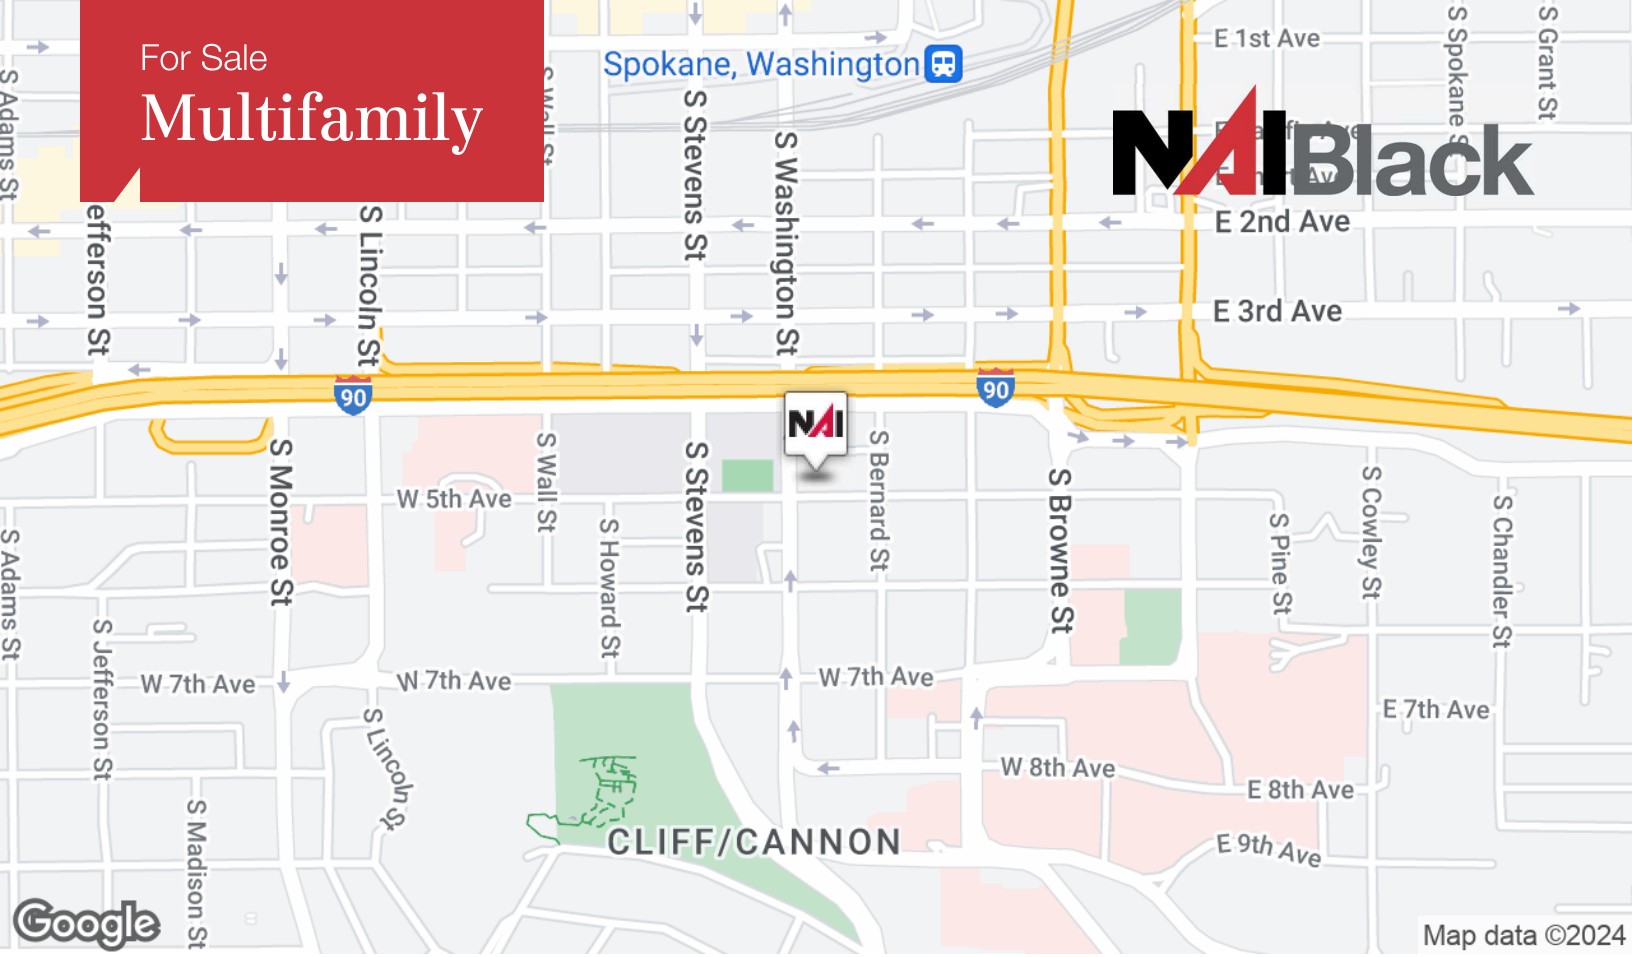 For Sale
Multifamily
Spokane, Washington
NAI Black
E 1st Ave
S Spokane St
S Grant St
S Adams St
S Wall St
S Stevens St
S Washington St
E 2nd Ave
efferson St
S Lincoln St
E 3rd Ave
90
90
NAI
S Monroe St
W 5th Ave
S Wall St
S Stevens St
S Bernard St
S Browne St
S Cowley St
S Chandler St
S Pine St
S Howard St
S Adams St
S Jefferson St
W 7th Ave
W 7th Ave
W 7th Ave
E 7th Ave
S Lincoln St
W 8th Ave
E 8th Ave
S Madison St
CLIFF/CANNON
E 9th Ave
Google
Map data ©2024